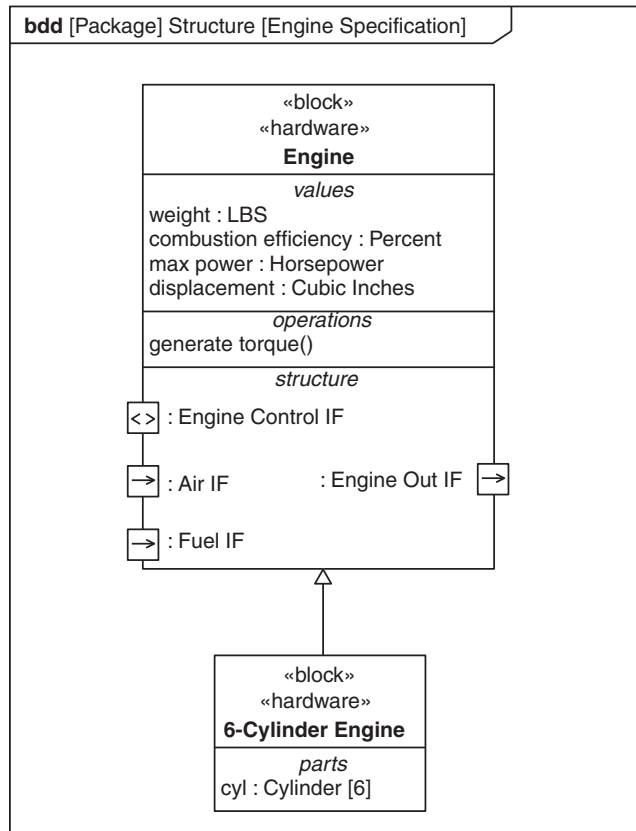 bdd [Package] Structure [Engine Specification]
«block»
«hardware»
Engine
values
weight : LBS
combustion efficiency : Percent
max power : Horsepower
displacement : Cubic Inches
operations
generate torque()
structure
<> : Engine Control IF
: Air IF
: Engine Out IF
: Fuel IF
«block»
«hardware»
6-Cylinder Engine
parts
cyl : Cylinder [6]